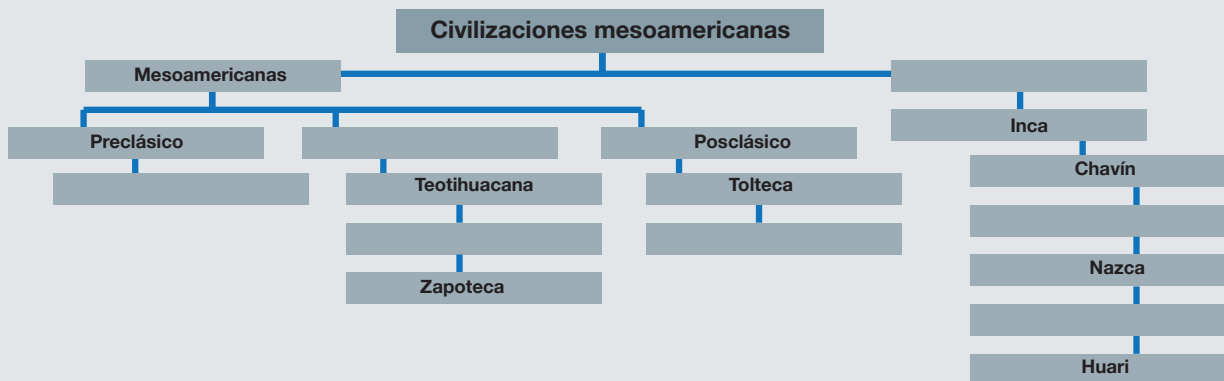 Civilizaciones mesoamericanas
Mesoamericanas
Preclásico
Posclásico
Inca
Teotihuacana
Tolteca
Chavín
Zapoteca
Nazca
Huari